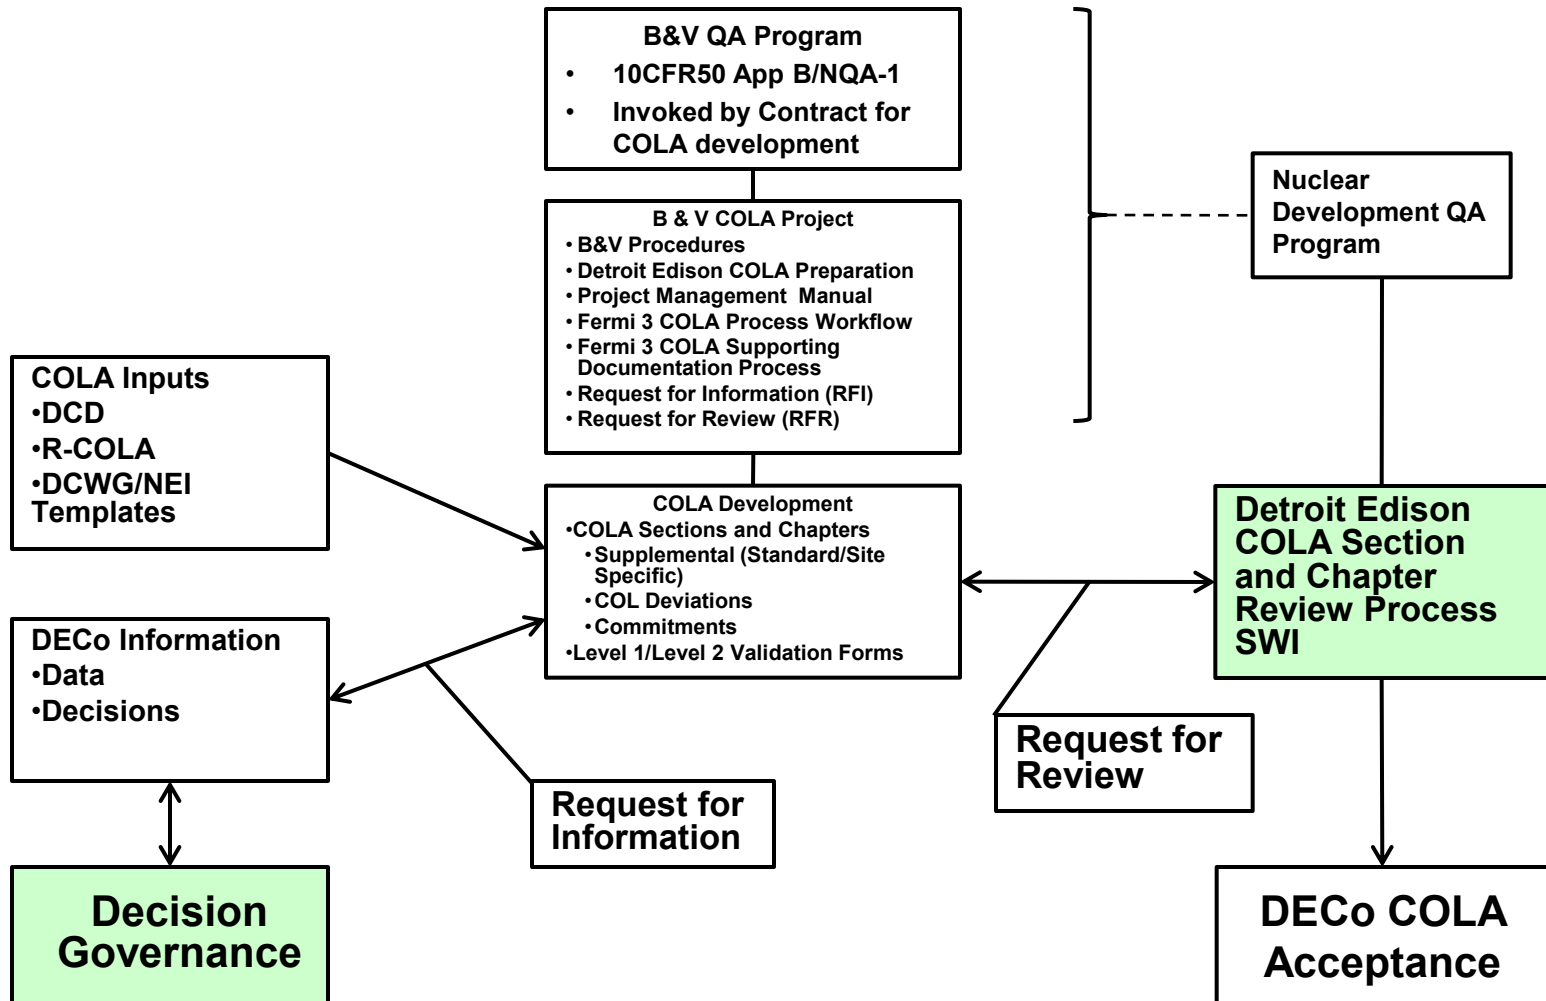 B&V QA Program
• 10CFR50 App B/NQA-1
• Invoked by Contract for
COLA development
Nuclear
Development QA
Program
B & V COLA Project
• B&V Procedures
• Detroit Edison COLA Preparation
• Project Management Manual
• Fermi 3 COLA Process Workflow
• Fermi 3 COLA Supporting
Documentation Process
• Request for Information (RFI)
• Request for Review (RFR)
COLA Inputs
•DCD
•R-COLA
•DCWG/NEI
Templates
COLA Development
•COLA Sections and Chapters
• Supplemental (Standard/Site
Specific)
• COL Deviations
• Commitments
•Level 1/Level 2 Validation Forms
Detroit Edison
COLA Section
and Chapter
Review Process
SWI
DECo Information
•Data
•Decisions
Request for
Review
Request for
Information
Decision
Governance
DECo COLA
Acceptance